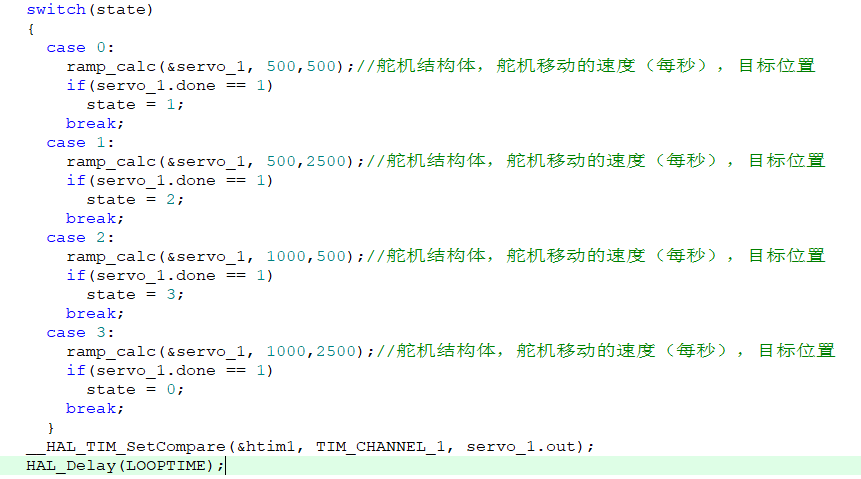 switch(state)
{
case 0:
ramp_calc(&servo_1, 500,500);//舵机结构体，舵机移动的速度（每秒），目标位置
if(servo_1.done == 1)
state = 1;
break;
case 1:
ramp_calc(&servo_1, 500,2500);//舵机结构体，舵机移动的速度（每秒），目标位置
if(servo_1.done == 1)
state = 2;
break;
case 2:
ramp_calc(&servo_1, 1000,500);//舵机结构体，舵机移动的速度（每秒），目标位置
if(servo_1.done == 1)
state = 3;
break;
case 3:
ramp_calc(&servo_1, 1000,2500);//舵机结构体，舵机移动的速度（每秒），目标位置
if(servo_1.done == 1)
state = 0;
break;
}
__HAL_TIM_SetCompare(&htim1, TIM_CHANNEL_1, servo_1.out);
HAL_Delay(LOOPTIME);